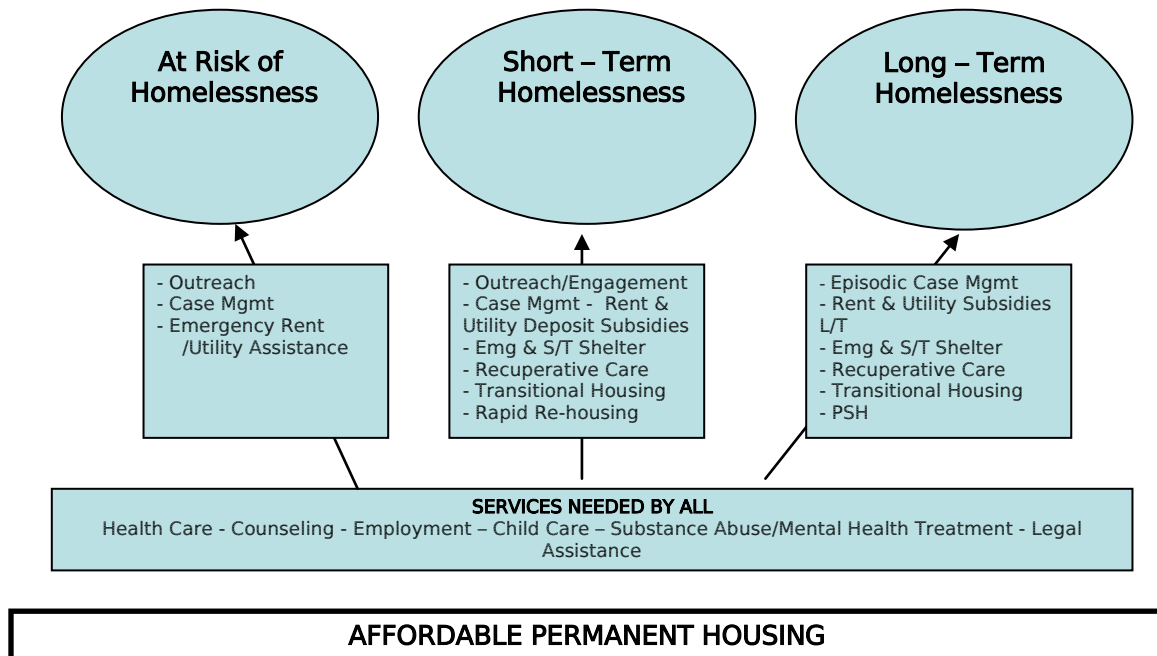 At Risk of
Homelessness
Short – Term
Homelessness
Long – Term
Homelessness
- Outreach
- Case Mgmt
- Emergency Rent
/Utility Assistance
- Outreach/Engagement
- Case Mgmt - Rent &
Utility Deposit Subsidies
- Emg & S/T Shelter
- Recuperative Care
- Transitional Housing
- Rapid Re-housing
- Episodic Case Mgmt
- Rent & Utility Subsidies
L/T
- Emg & S/T Shelter
- Recuperative Care
- Transitional Housing
- PSH
SERVICES NEEDED BY ALL
Health Care - Counseling - Employment – Child Care – Substance Abuse/Mental Health Treatment - Legal
Assistance
AFFORDABLE PERMANENT HOUSING